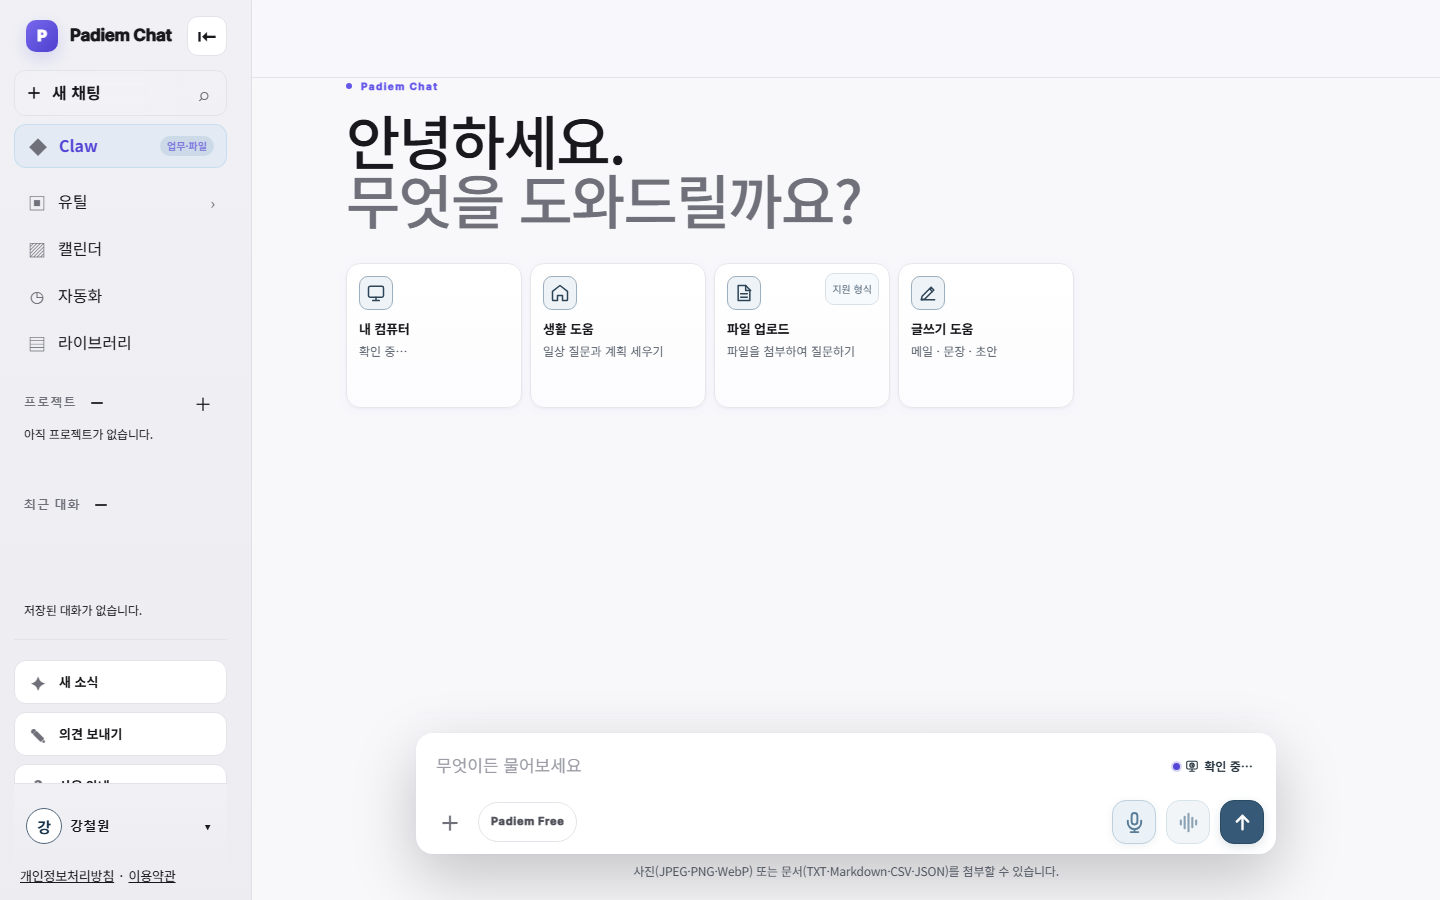 P Padiem Chat
새 채팅
Claw 업무·파일
유틸
캘린더
자동화
라이브러리
프로젝트
아직 프로젝트가 없습니다.
최근 대화
저장된 대화가 없습니다.
새 소식
의견 보내기
강 강철원
개인정보처리방침 · 이용약관
Padiem Chat
안녕하세요.
무엇을 도와드릴까요?
내 컴퓨터
확인 중…
생활 도움
일상 질문과 계획 세우기
지원 형식
파일 업로드
파일을 첨부하여 질문하기
글쓰기 도움
메일 · 문장 · 초안
무엇이든 물어보세요
확인 중…
Padiem Free
사진(JPEG·PNG·WebP) 또는 문서(TXT·Markdown·CSV·JSON)를 첨부할 수 있습니다.